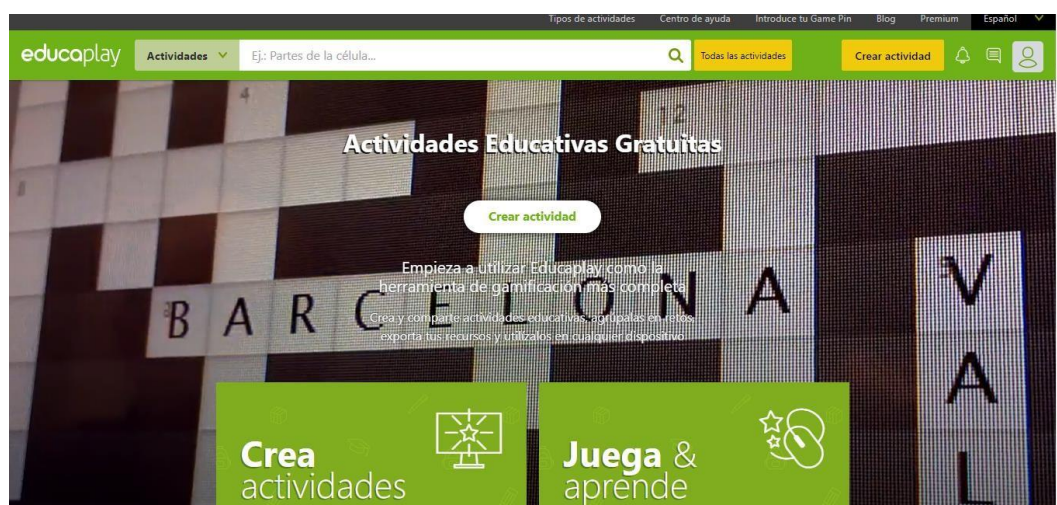 Tipos de actividades Centro de ayuda Introduce tu Game Pin Blog Premium Español
educaplay Actividades Ej.: Partes de la célula... Todas las actividades Crear actividad
4
12
Actividades Educativas Gratuitas
Crear actividad
Empieza a utilizar Educaplay como la
herramienta de gamificación más completa
Crea y comparte actividades educativas, agrúpalas en retos,
exporta tus recursos y utilízalos en cualquier dispositivo
BARCELONA
VAL
Crea
actividades
Juega &
aprende